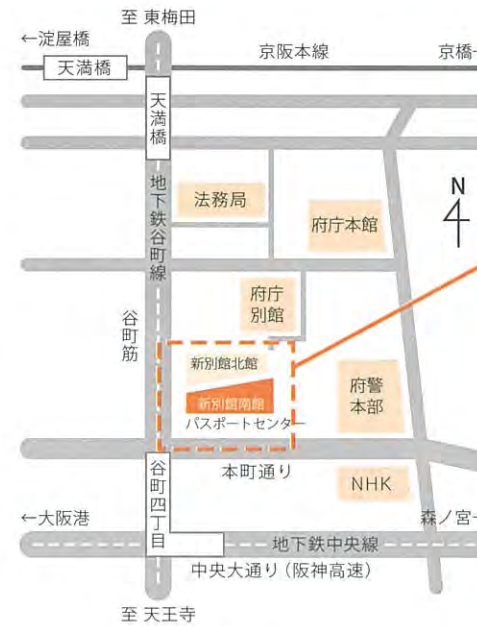 至 東梅田
←淀屋橋
京阪本線
京橋→
天満橋
天満橋
地下鉄谷町線
法務局
N
府庁本館
府庁
別館
谷町筋
新別館北館
新別館南館
パスポートセンター
府警
本部
本町通り
谷町四丁目
NHK
←大阪港
森ノ宮→
地下鉄中央線
中央大通り(阪神高速)
至 天王寺